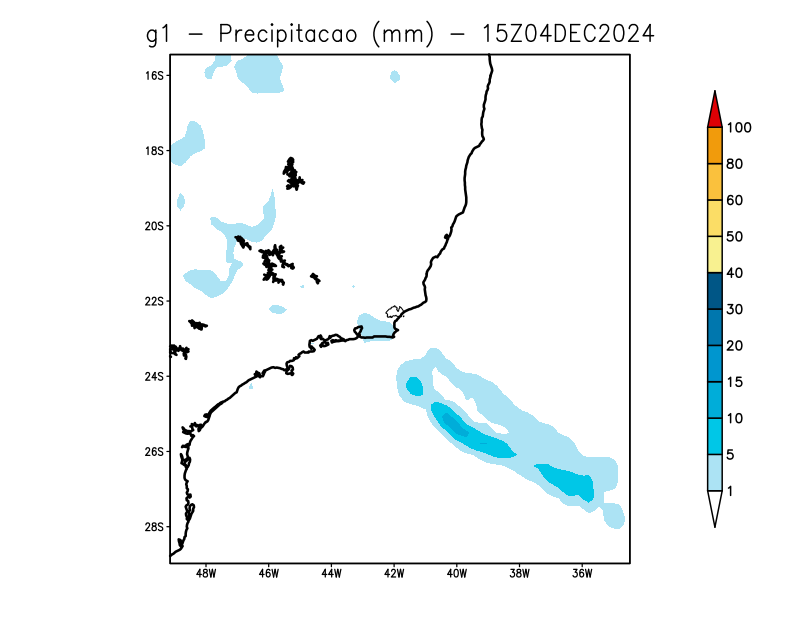 g1 – Precipitacao (mm) – 15Z04DEC2024
16S
18S
20S
22S
24S
26S
28S
48W 46W 44W 42W 40W 38W 36W
100
80
60
50
40
30
20
15
10
5
1